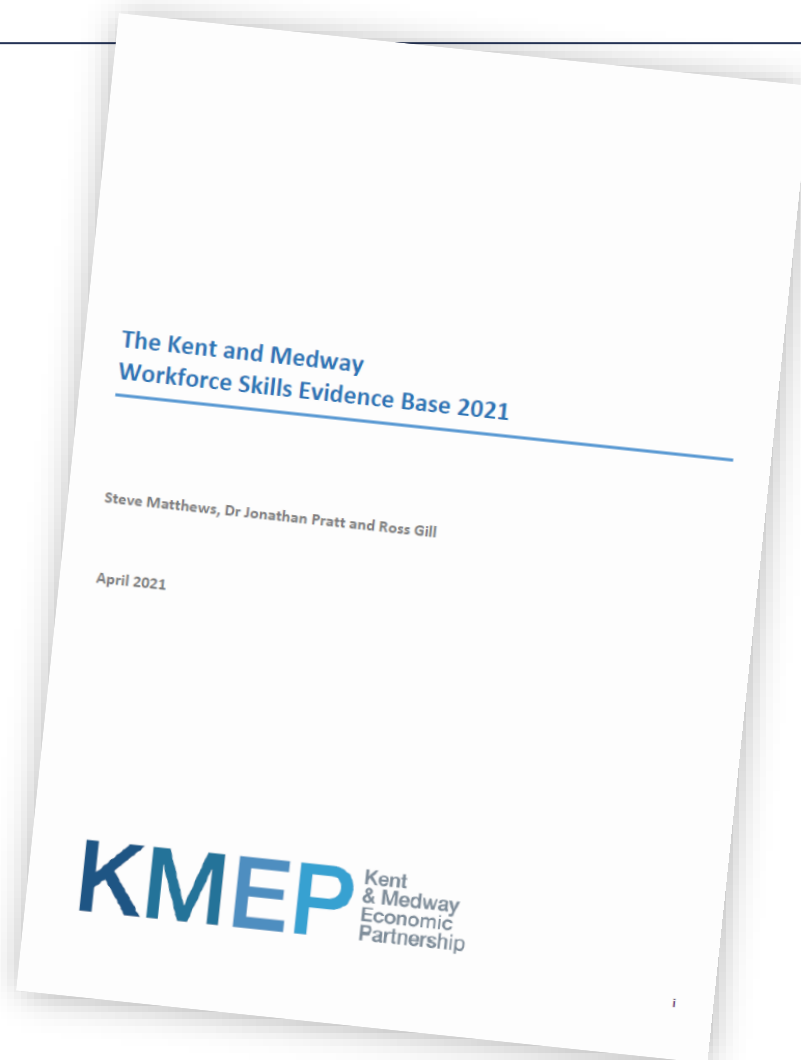 The Kent and Medway
Workforce Skills Evidence Base 2021
Steve Matthews, Dr Jonathan Pratt and Ross Gill
April 2021
KMEP
Kent
& Medway
Economic
Partnership
i